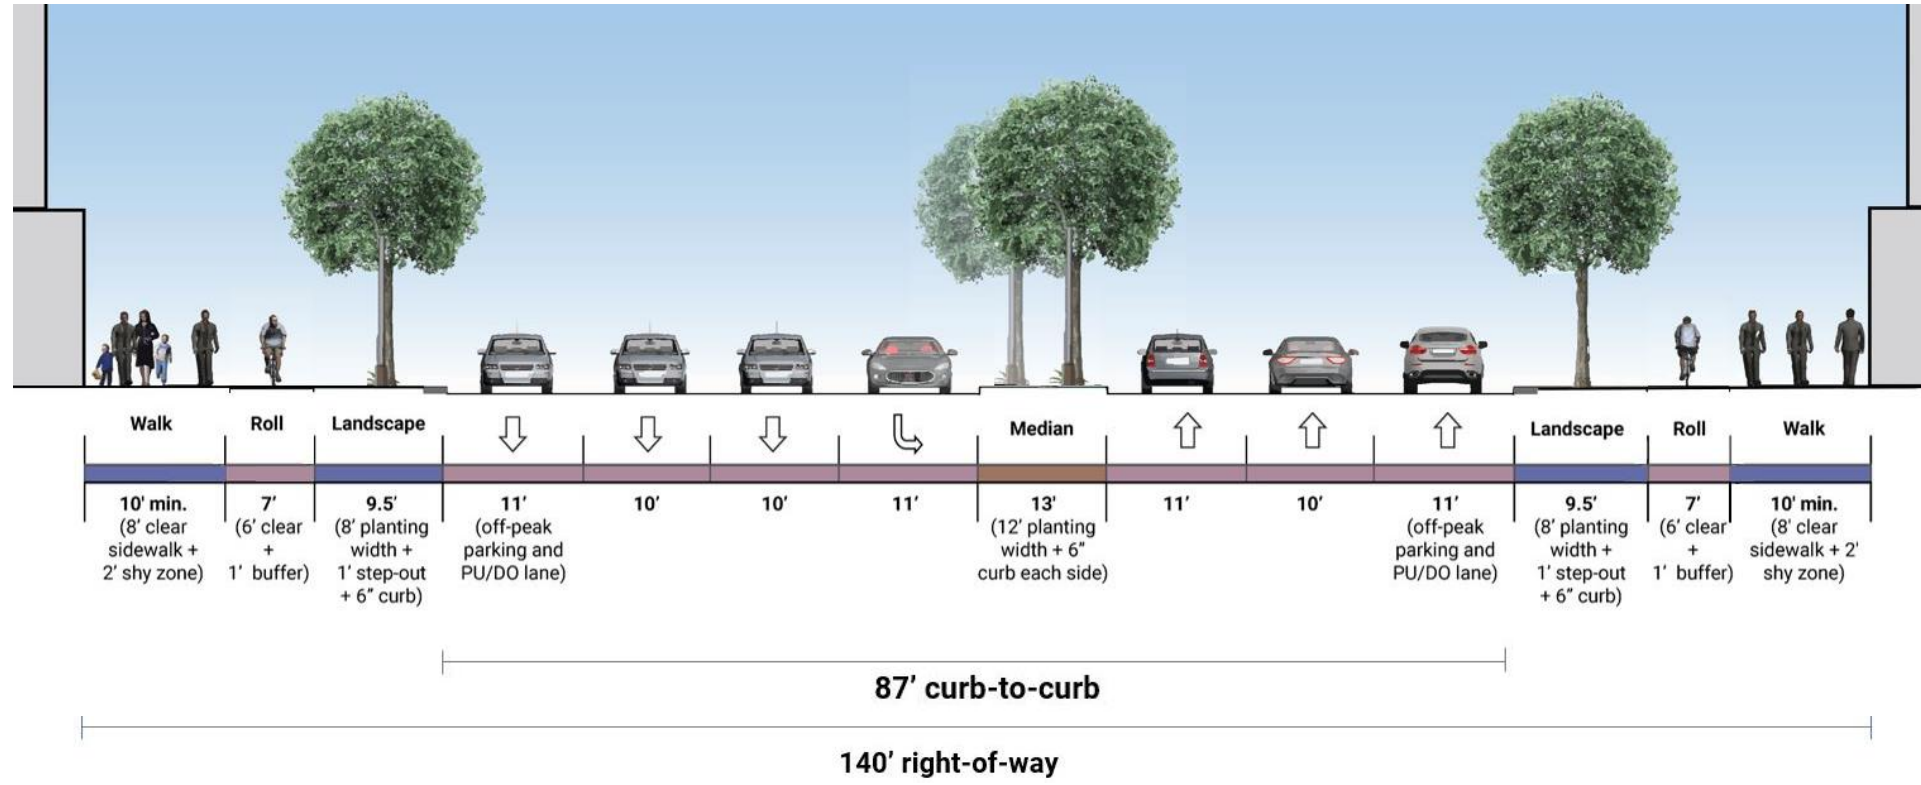 Walk Roll Landscape Median Landscape Roll Walk
10' min. 7' 9.5' 11' 10' 10' 11' 13' 11' 10' 11' 9.5' 7' 10' min.
(8' clear (6' clear (8' planting (off-peak (12' planting (off-peak (8' planting (6' clear (8' clear
sidewalk + + width + parking and width + 6" parking and width + + sidewalk + 2'
2' shy zone) 1' buffer) 1' step-out PU/DO lane) curb each side) PU/DO lane) 1' step-out 1' buffer) shy zone)
+ 6" curb) + 6" curb)
87' curb-to-curb
140' right-of-way